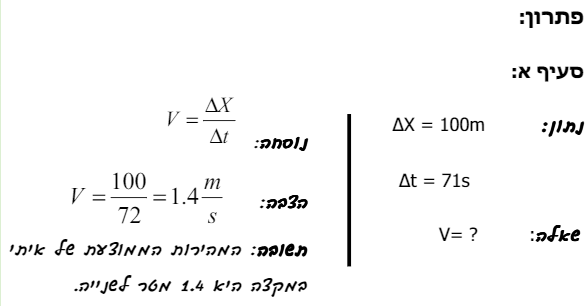 פתרון:
סעיף א:
נתון: ΔX = 100m
Δt = 71s
שאלה: V= ?
נוסחה: V = ΔX / Δt
הצבה: V = 100 / 72 = 1.4 m / s
תשובה: המהירות הממוצעת של איתי
במקצה היא 1.4 מטר לשנייה.